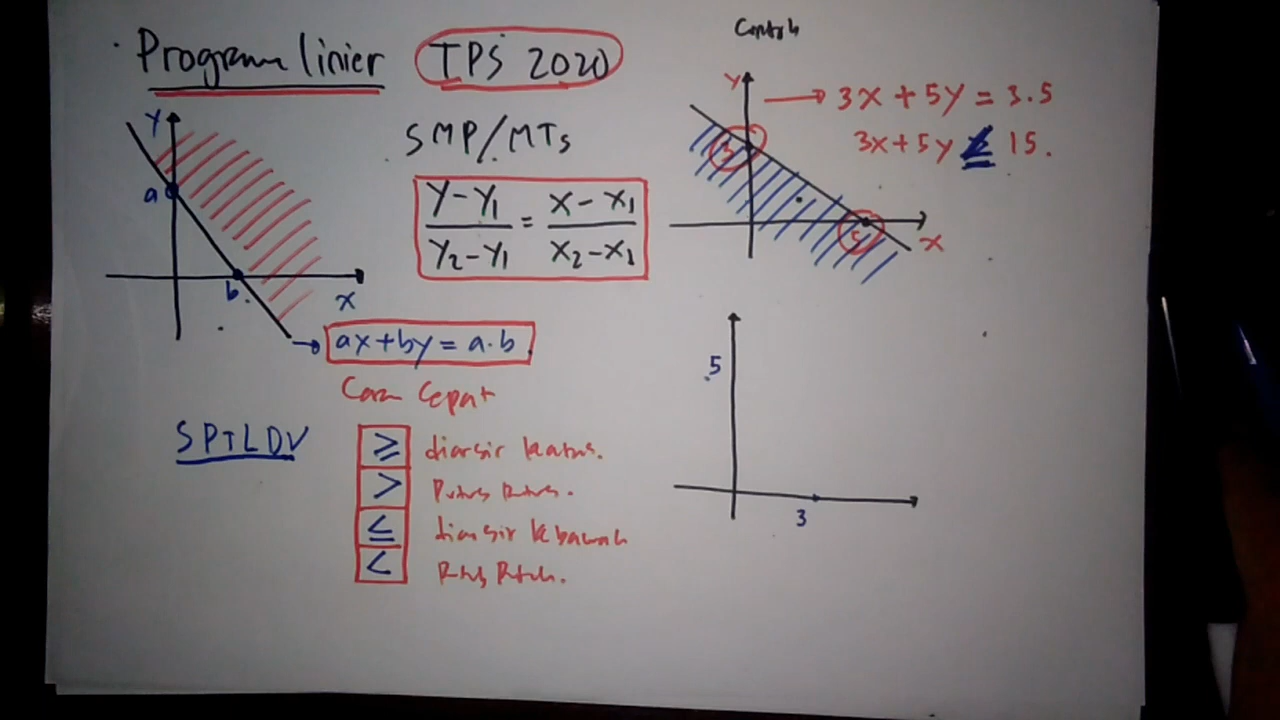 Program linier TPS 2020
SMP/MTs
y
a
b
x
y-y₁/y₂-y₁ = x-x₁/x₂-x₁
ax+by = a.b
Cara Cepat
SPTLDV
≥ diarsir keatas.
> Putus Putus.
≤ diarsir kebawah
< Putus Putus.
Contoh
y
3
5
x
3x + 5y = 3.5
3x + 5y ≤ 15.
5
3